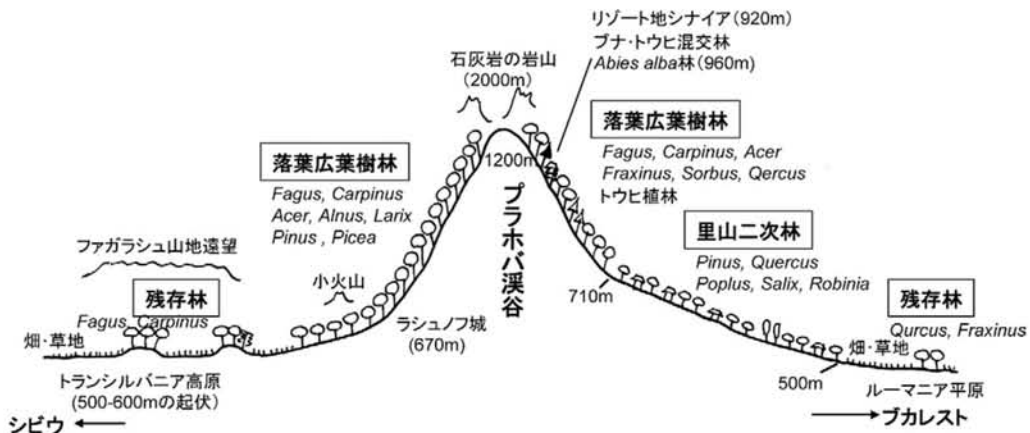 リゾート地シナイア(920m)
ブナ・トウヒ混交林
Abies alba林(960m)
石灰岩の岩山
(2000m)
落葉広葉樹林
Fagus, Carpinus, Acer
Fraxinus, Sorbus, Qercus
トウヒ植林
落葉広葉樹林
Fagus, Carpinus
Acer, Alnus, Larix
Pinus , Picea
1200m
プラホバ渓谷
里山二次林
Pinus, Quercus
Poplus, Salix, Robinia
ファガラシュ山地遠望
小火山
残存林
Fagus, Carpinus
710m
残存林
Qurcus, Fraxinus
ラシュノフ城
(670m)
畑・草地
畑・草地
500m
トランシルバニア高原
(500-600mの起伏)
ルーマニア平原
シビウ
ブカレスト